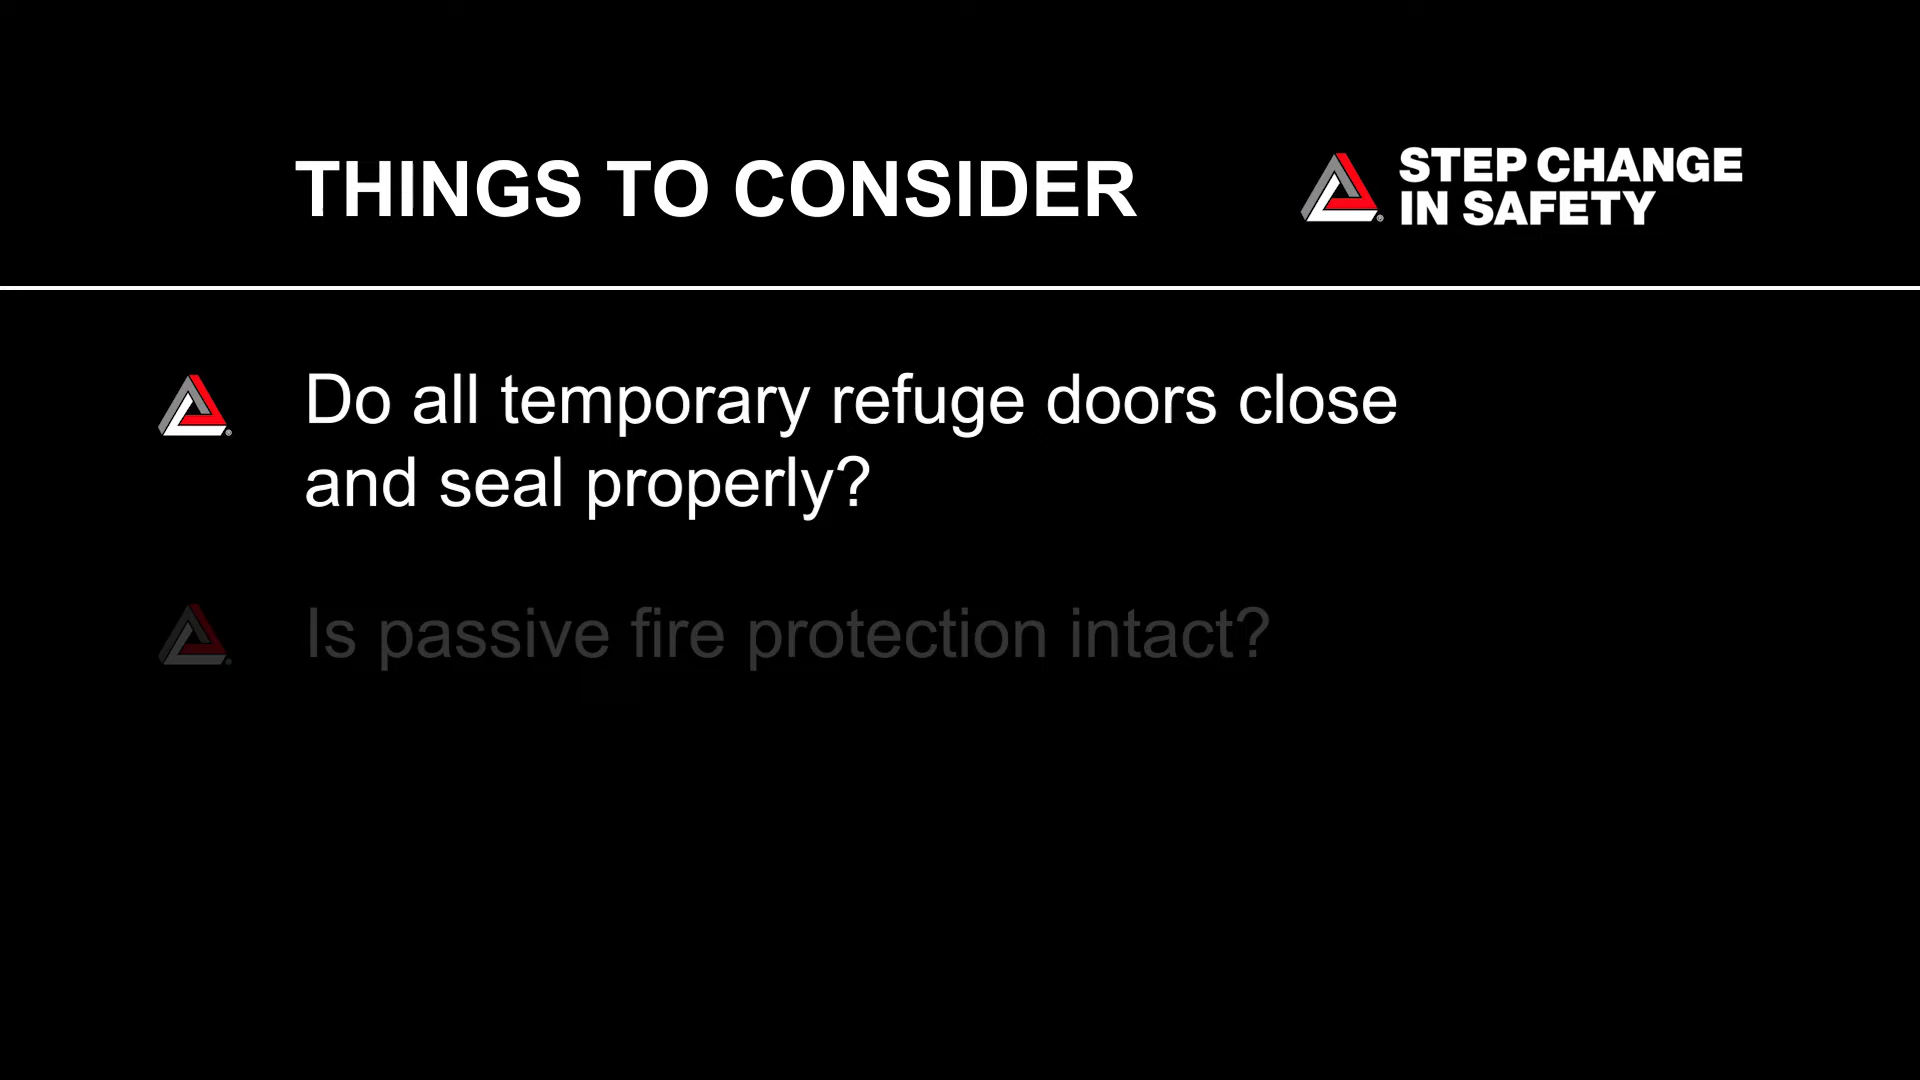 THINGS TO CONSIDER
STEP CHANGE
IN SAFETY
Do all temporary refuge doors close
and seal properly?
Is passive fire protection intact?